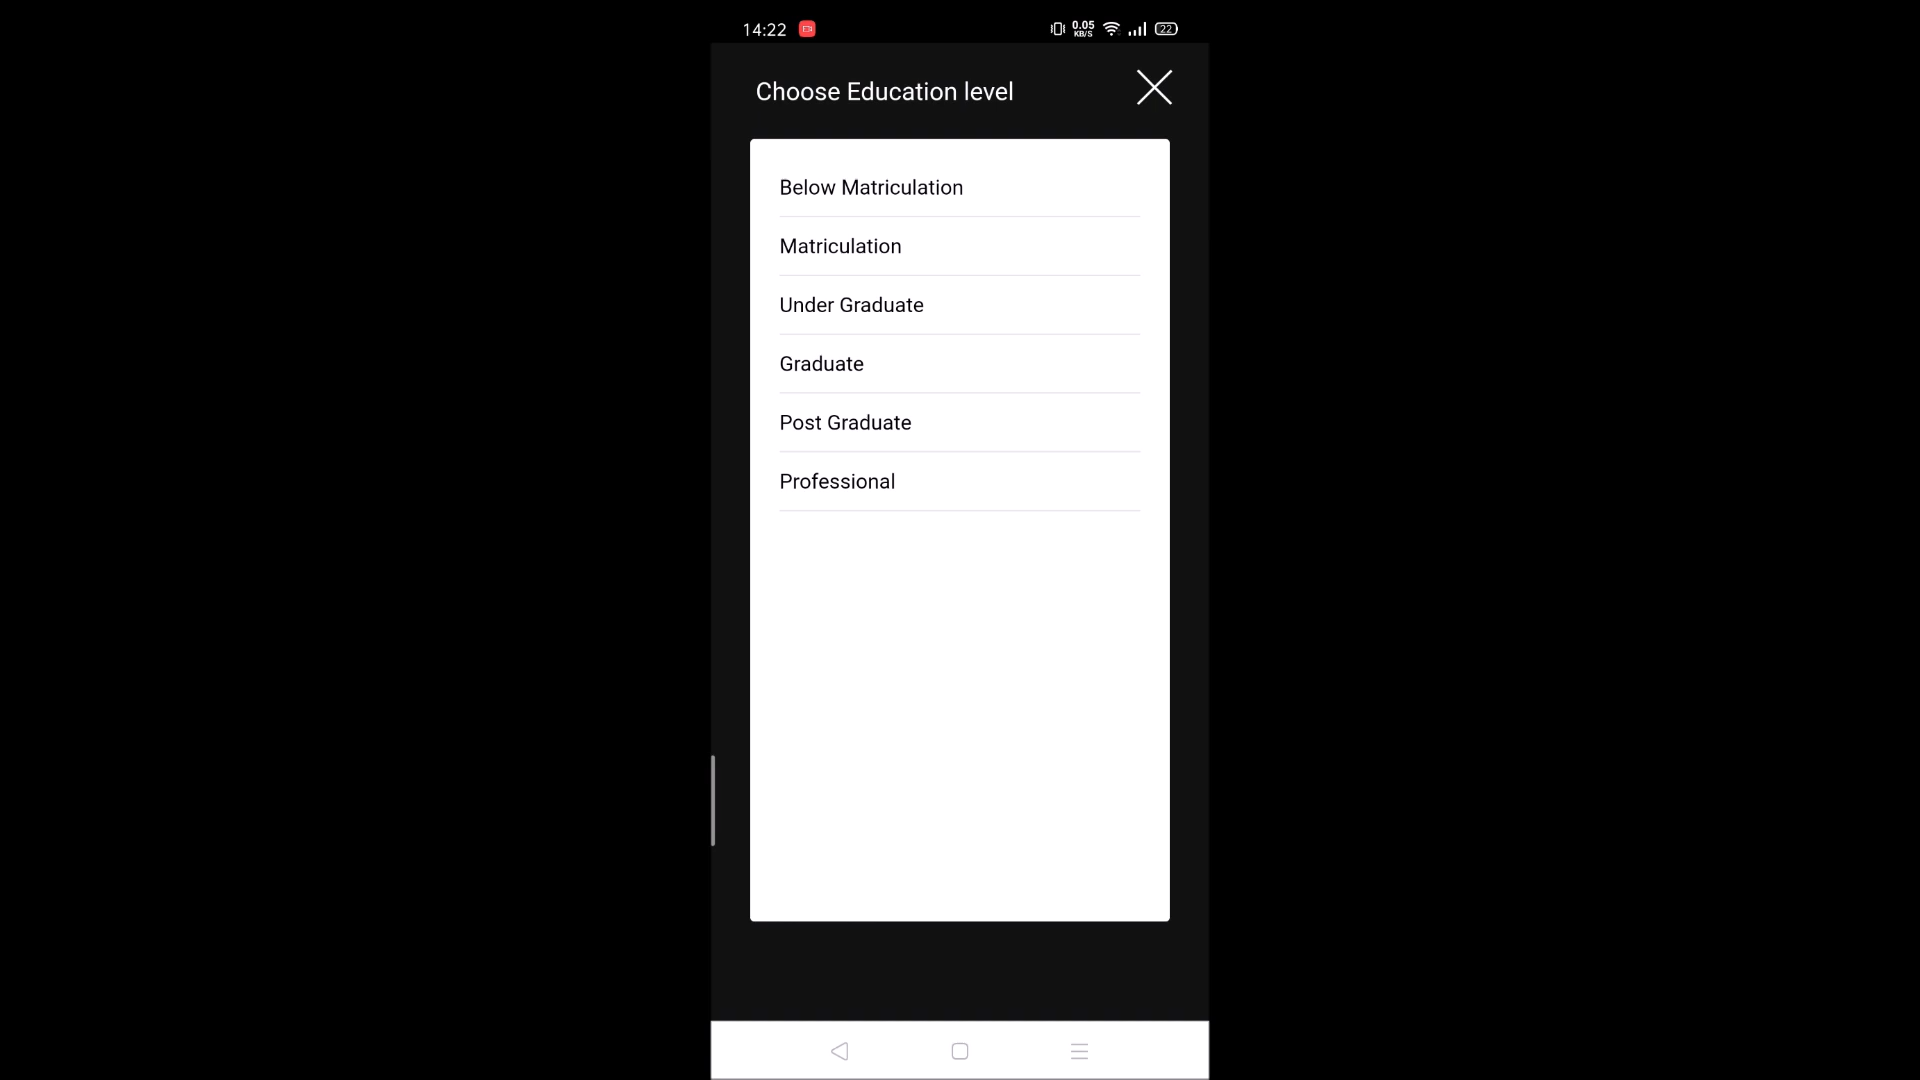 14:22
0.05
KB/S
22
Choose Education level
Below Matriculation
Matriculation
Under Graduate
Graduate
Post Graduate
Professional